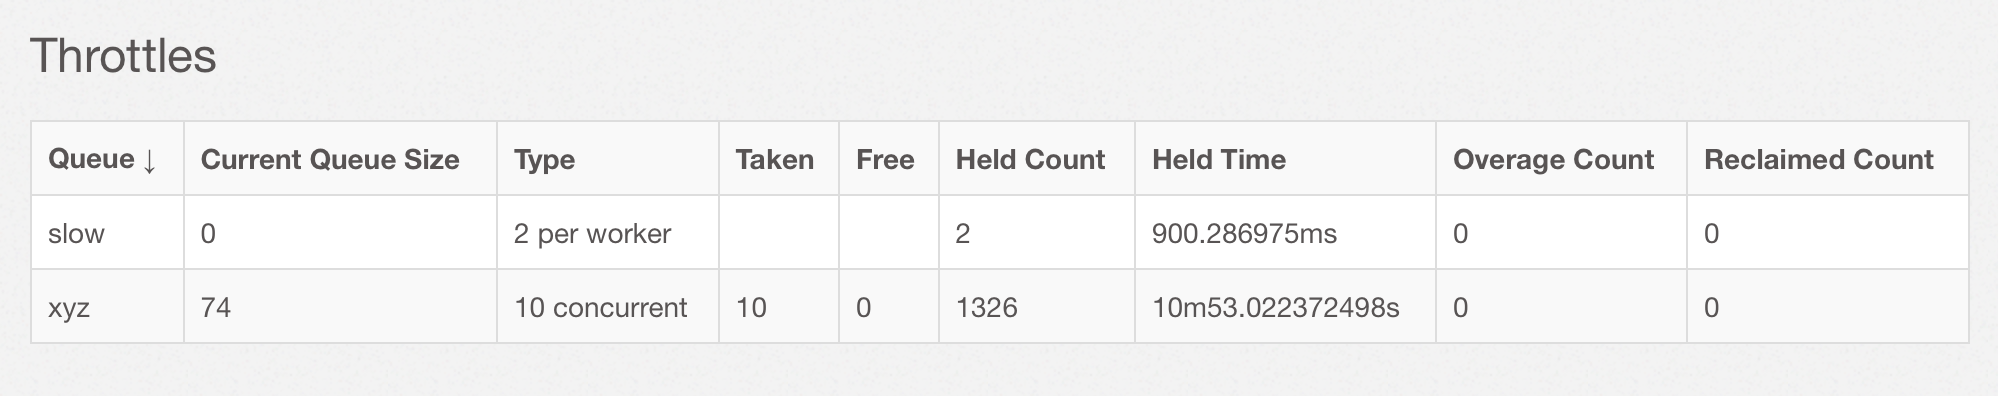 Throttles
Queue ↓ Current Queue Size Type Taken Free Held Count Held Time Overage Count Reclaimed Count
slow 0 2 per worker 2 900.286975ms 0 0
xyz 74 10 concurrent 10 0 1326 10m53.022372498s 0 0